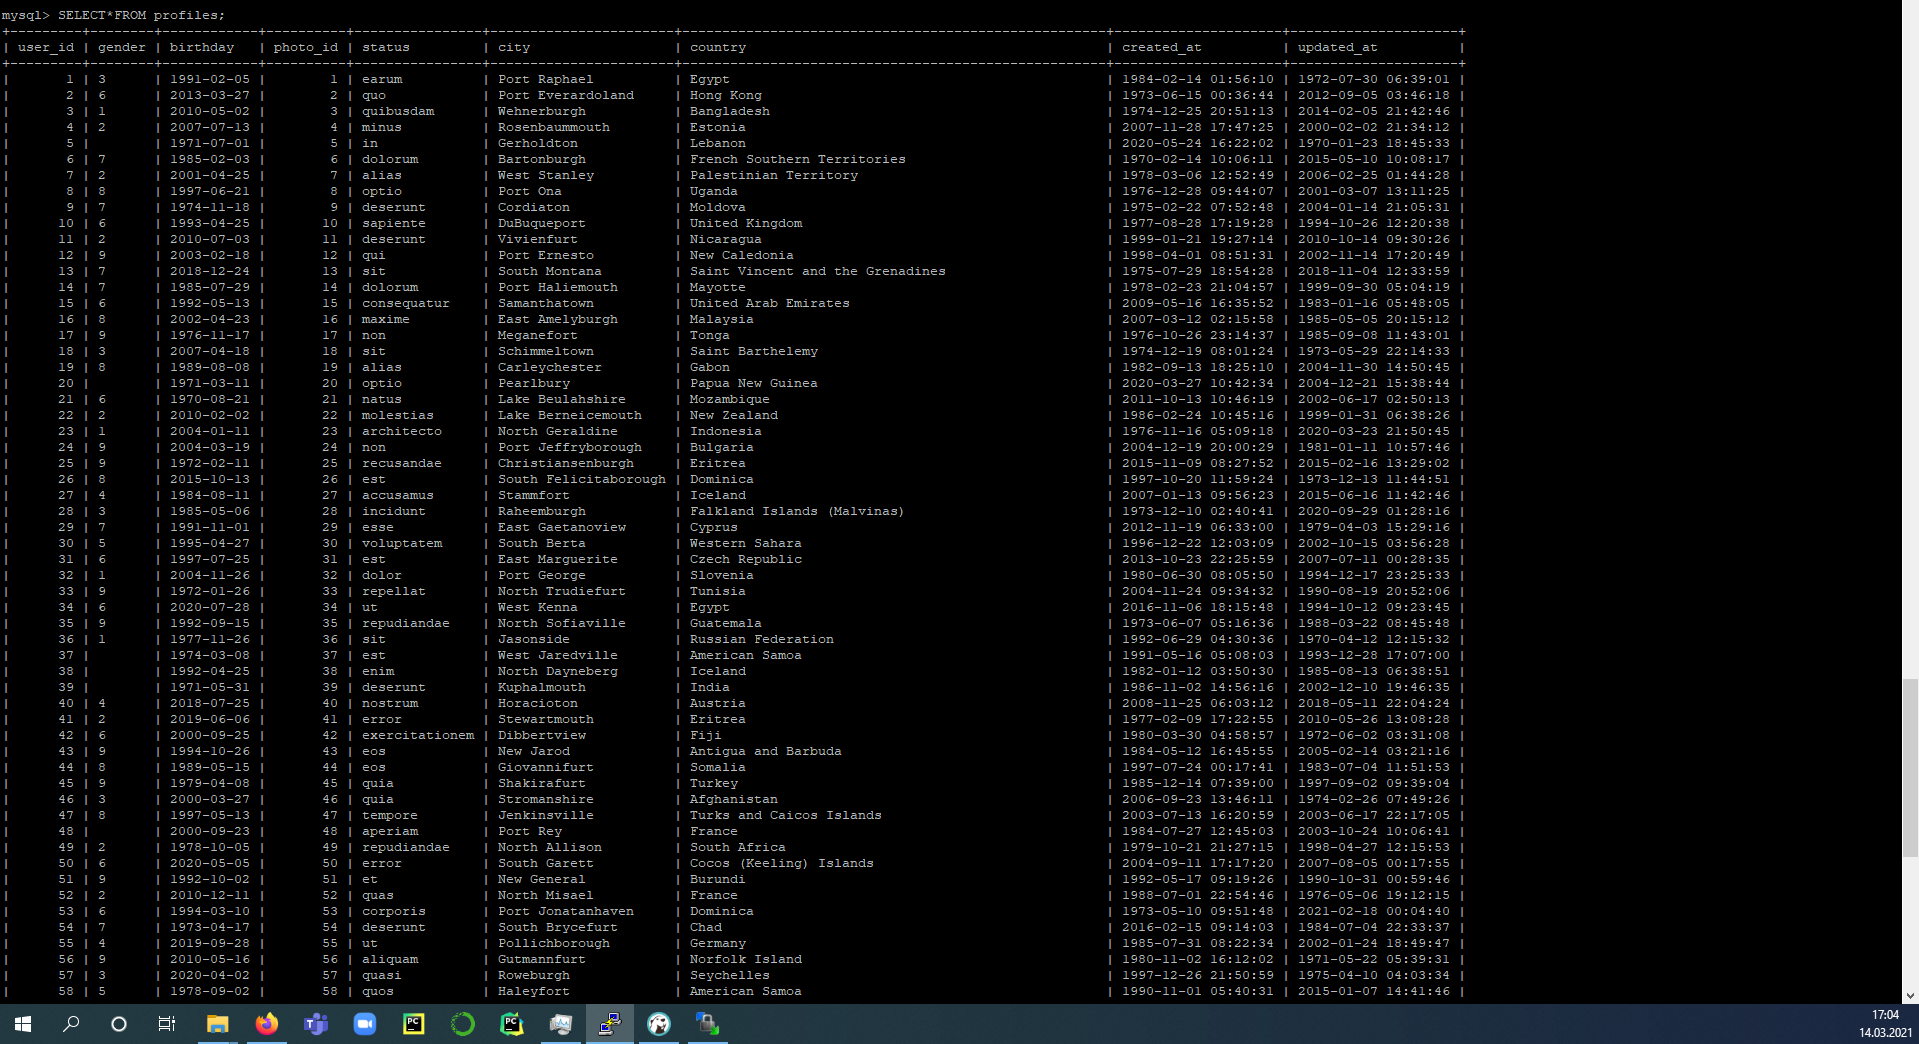 mysql> SELECT*FROM profiles;
+---------+--------+------------+----------+----------------+-----------------------+-----------------------------------------------------+---------------------+---------------------+
| user_id | gender | birthday   | photo_id | status         | city                  | country                                             | created_at          | updated_at          |
+---------+--------+------------+----------+----------------+-----------------------+-----------------------------------------------------+---------------------+---------------------+
| 1 | 3 | 1991-02-05 | 1 | earum | Port Raphael | Egypt | 1984-02-14 01:56:10 | 1972-07-30 06:39:01 |
| 2 | 6 | 2013-03-27 | 2 | quo | Port Everardoland | Hong Kong | 1973-06-15 00:36:44 | 2012-09-05 03:46:18 |
| 3 | 1 | 2010-05-02 | 3 | quibusdam | Wehnerburgh | Bangladesh | 1974-12-25 20:51:13 | 2014-02-05 21:42:46 |
| 4 | 2 | 2007-07-13 | 4 | minus | Rosenbaummouth | Estonia | 2007-11-28 17:47:25 | 2000-02-02 21:34:12 |
| 5 | | 1971-07-01 | 5 | in | Gerholdton | Lebanon | 2020-05-24 16:22:02 | 1970-01-23 18:45:33 |
| 6 | 7 | 1985-02-03 | 6 | dolorum | Bartonburgh | French Southern Territories | 1970-02-14 10:06:11 | 2015-05-10 10:08:17 |
| 7 | 2 | 2001-04-25 | 7 | alias | West Stanley | Palestinian Territory | 1978-03-06 12:52:49 | 2006-02-25 01:44:28 |
| 8 | 8 | 1997-06-21 | 8 | optio | Port Ona | Uganda | 1976-12-28 09:44:07 | 2001-03-07 13:11:25 |
| 9 | 7 | 1974-11-18 | 9 | deserunt | Cordiaton | Moldova | 1975-02-22 07:52:48 | 2004-01-14 21:05:31 |
| 10 | 6 | 1993-04-25 | 10 | sapiente | DuBuqueport | United Kingdom | 1977-08-28 17:19:28 | 1994-10-26 12:20:38 |
| 11 | 2 | 2010-07-03 | 11 | deserunt | Vivienfurt | Nicaragua | 1999-01-21 19:27:14 | 2010-10-14 09:30:26 |
| 12 | 9 | 2003-02-18 | 12 | qui | Port Ernesto | New Caledonia | 1998-04-01 08:51:31 | 2002-11-14 17:20:49 |
| 13 | 7 | 2018-12-24 | 13 | sit | South Montana | Saint Vincent and the Grenadines | 1975-07-29 18:54:28 | 2018-11-04 12:33:59 |
| 14 | 7 | 1985-07-29 | 14 | dolorum | Port Haliemouth | Mayotte | 1978-02-23 21:04:57 | 1999-09-30 05:04:19 |
| 15 | 6 | 1992-05-13 | 15 | consequatur | Samanthatown | United Arab Emirates | 2009-05-16 16:35:52 | 1983-01-16 05:48:05 |
| 16 | 8 | 2002-04-23 | 16 | maxime | East Amelyburgh | Malaysia | 2007-03-12 02:15:58 | 1985-05-05 20:15:12 |
| 17 | 9 | 1976-11-17 | 17 | non | Meganefort | Tonga | 1976-10-26 23:14:37 | 1985-09-08 11:43:01 |
| 18 | 3 | 2007-04-18 | 18 | sit | Schimmeltown | Saint Barthelemy | 1974-12-19 08:01:24 | 1973-05-29 22:14:33 |
| 19 | 8 | 1989-08-08 | 19 | alias | Carleychester | Gabon | 1982-09-13 18:25:10 | 2004-11-30 14:50:45 |
| 20 | | 1971-03-11 | 20 | optio | Pearlbury | Papua New Guinea | 2020-03-27 10:42:34 | 2004-12-21 15:38:44 |
| 21 | 6 | 1970-08-21 | 21 | natus | Lake Beulahshire | Mozambique | 2011-10-13 10:46:19 | 2002-06-17 02:50:13 |
| 22 | 2 | 2010-02-02 | 22 | molestias | Lake Berneicemouth | New Zealand | 1986-02-24 10:45:16 | 1999-01-31 06:38:26 |
| 23 | 1 | 2004-01-11 | 23 | architecto | North Geraldine | Indonesia | 1976-11-16 05:09:18 | 2020-03-23 21:50:45 |
| 24 | 9 | 2004-03-19 | 24 | non | Port Jeffryborough | Bulgaria | 2004-12-19 20:00:29 | 1981-01-11 10:57:46 |
| 25 | 9 | 1972-02-11 | 25 | recusandae | Christiansenburgh | Eritrea | 2015-11-09 08:27:52 | 2015-02-16 13:29:02 |
| 26 | 8 | 2015-10-13 | 26 | est | South Felicitaborough | Dominica | 1997-10-20 11:59:24 | 1973-12-13 11:44:51 |
| 27 | 4 | 1984-08-11 | 27 | accusamus | Stammfort | Iceland | 2007-01-13 09:56:23 | 2015-06-16 11:42:46 |
| 28 | 3 | 1985-05-06 | 28 | incidunt | Raheemburgh | Falkland Islands (Malvinas) | 1973-12-10 02:40:41 | 2020-09-29 01:28:16 |
| 29 | 7 | 1991-11-01 | 29 | esse | East Gaetanoview | Cyprus | 2012-11-19 06:33:00 | 1979-04-03 15:29:16 |
| 30 | 5 | 1995-04-27 | 30 | voluptatem | South Berta | Western Sahara | 1996-12-22 12:03:09 | 2002-10-15 03:56:28 |
| 31 | 6 | 1997-07-25 | 31 | est | East Marguerite | Czech Republic | 2013-10-23 22:25:59 | 2007-07-11 00:28:35 |
| 32 | 1 | 2004-11-26 | 32 | dolor | Port George | Slovenia | 1980-06-30 08:05:50 | 1994-12-17 23:25:33 |
| 33 | 9 | 1972-01-26 | 33 | repellat | North Trudiefurt | Tunisia | 2004-11-24 09:34:32 | 1990-08-19 20:52:06 |
| 34 | 6 | 2020-07-28 | 34 | ut | West Kenna | Egypt | 2016-11-06 18:15:48 | 1994-10-12 09:23:45 |
| 35 | 9 | 1992-09-15 | 35 | repudiandae | North Sofiaville | Guatemala | 1973-06-07 05:16:36 | 1988-03-22 08:45:48 |
| 36 | 1 | 1977-11-26 | 36 | sit | Jasonside | Russian Federation | 1992-06-29 04:30:36 | 1970-04-12 12:15:32 |
| 37 | | 1974-03-08 | 37 | est | West Jaredville | American Samoa | 1991-05-16 05:08:03 | 1993-12-28 17:07:00 |
| 38 | | 1992-04-25 | 38 | enim | North Dayneberg | Iceland | 1982-01-12 03:50:30 | 1985-08-13 06:38:51 |
| 39 | | 1971-05-31 | 39 | deserunt | Kuphalmouth | India | 1986-11-02 14:56:16 | 2002-12-10 19:46:35 |
| 40 | 4 | 2018-07-25 | 40 | nostrum | Horacioton | Austria | 2008-11-25 06:03:12 | 2018-05-11 22:04:24 |
| 41 | 2 | 2019-06-06 | 41 | error | Stewartmouth | Eritrea | 1977-02-09 17:22:55 | 2010-05-26 13:08:28 |
| 42 | 6 | 2000-09-25 | 42 | exercitationem | Dibbertview | Fiji | 1980-03-30 04:58:57 | 1972-06-02 03:31:08 |
| 43 | 9 | 1994-10-26 | 43 | eos | New Jarod | Antigua and Barbuda | 1984-05-12 16:45:55 | 2005-02-14 03:21:16 |
| 44 | 8 | 1989-05-15 | 44 | eos | Giovannifurt | Somalia | 1997-07-24 00:17:41 | 1983-07-04 11:51:53 |
| 45 | 9 | 1979-04-08 | 45 | quia | Shakirafurt | Turkey | 1985-12-14 07:39:00 | 1997-09-02 09:39:04 |
| 46 | 3 | 2000-03-27 | 46 | quia | Stromanshire | Afghanistan | 2006-09-23 13:46:11 | 1974-02-26 07:49:26 |
| 47 | 8 | 1997-05-13 | 47 | tempore | Jenkinsville | Turks and Caicos Islands | 2003-07-13 16:20:59 | 2003-06-17 22:17:05 |
| 48 | | 2000-09-23 | 48 | aperiam | Port Rey | France | 1984-07-27 12:45:03 | 2003-10-24 10:06:41 |
| 49 | 2 | 1978-10-05 | 49 | repudiandae | North Allison | South Africa | 1979-10-21 21:27:15 | 1998-04-27 12:15:53 |
| 50 | 6 | 2020-05-05 | 50 | error | South Garett | Cocos (Keeling) Islands | 2004-09-11 17:17:20 | 2007-08-05 00:17:55 |
| 51 | 9 | 1992-10-02 | 51 | et | New General | Burundi | 1992-05-17 09:19:26 | 1990-10-31 00:59:46 |
| 52 | 2 | 2010-12-11 | 52 | quas | North Misael | France | 1988-07-01 22:54:46 | 1976-05-06 19:12:15 |
| 53 | 6 | 1994-03-10 | 53 | corporis | Port Jonatanhaven | Dominica | 1973-05-10 09:51:48 | 2021-02-18 00:04:40 |
| 54 | 7 | 1973-04-17 | 54 | deserunt | South Brycefurt | Chad | 2016-02-15 09:14:03 | 1984-07-04 22:33:37 |
| 55 | 4 | 2019-09-28 | 55 | ut | Pollichborough | Germany | 1985-07-31 08:22:34 | 2002-01-24 18:49:47 |
| 56 | 9 | 2010-05-16 | 56 | aliquam | Gutmannfurt | Norfolk Island | 1980-11-02 16:12:02 | 1971-05-22 05:39:31 |
| 57 | 3 | 2020-04-02 | 57 | quasi | Roweburgh | Seychelles | 1997-12-26 21:50:59 | 1975-04-10 04:03:34 |
| 58 | 5 | 1978-09-02 | 58 | quos | Haleyfort | American Samoa | 1990-11-01 05:40:31 | 2015-01-07 14:41:46 |
PC
PC
17:04
14.03.2021